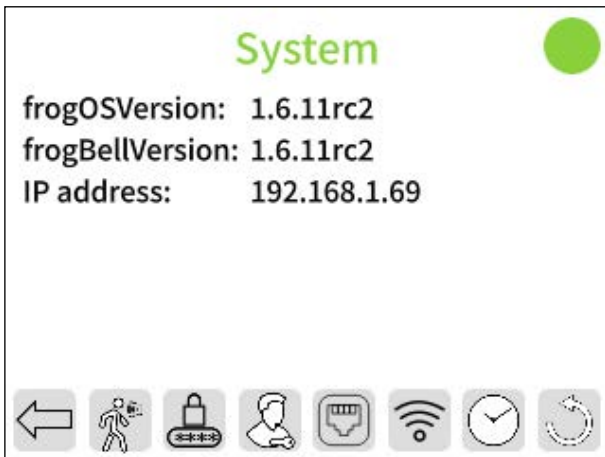 System
frogOSVersion: 1.6.11rc2
frogBellVersion: 1.6.11rc2
IP address: 192.168.1.69
****